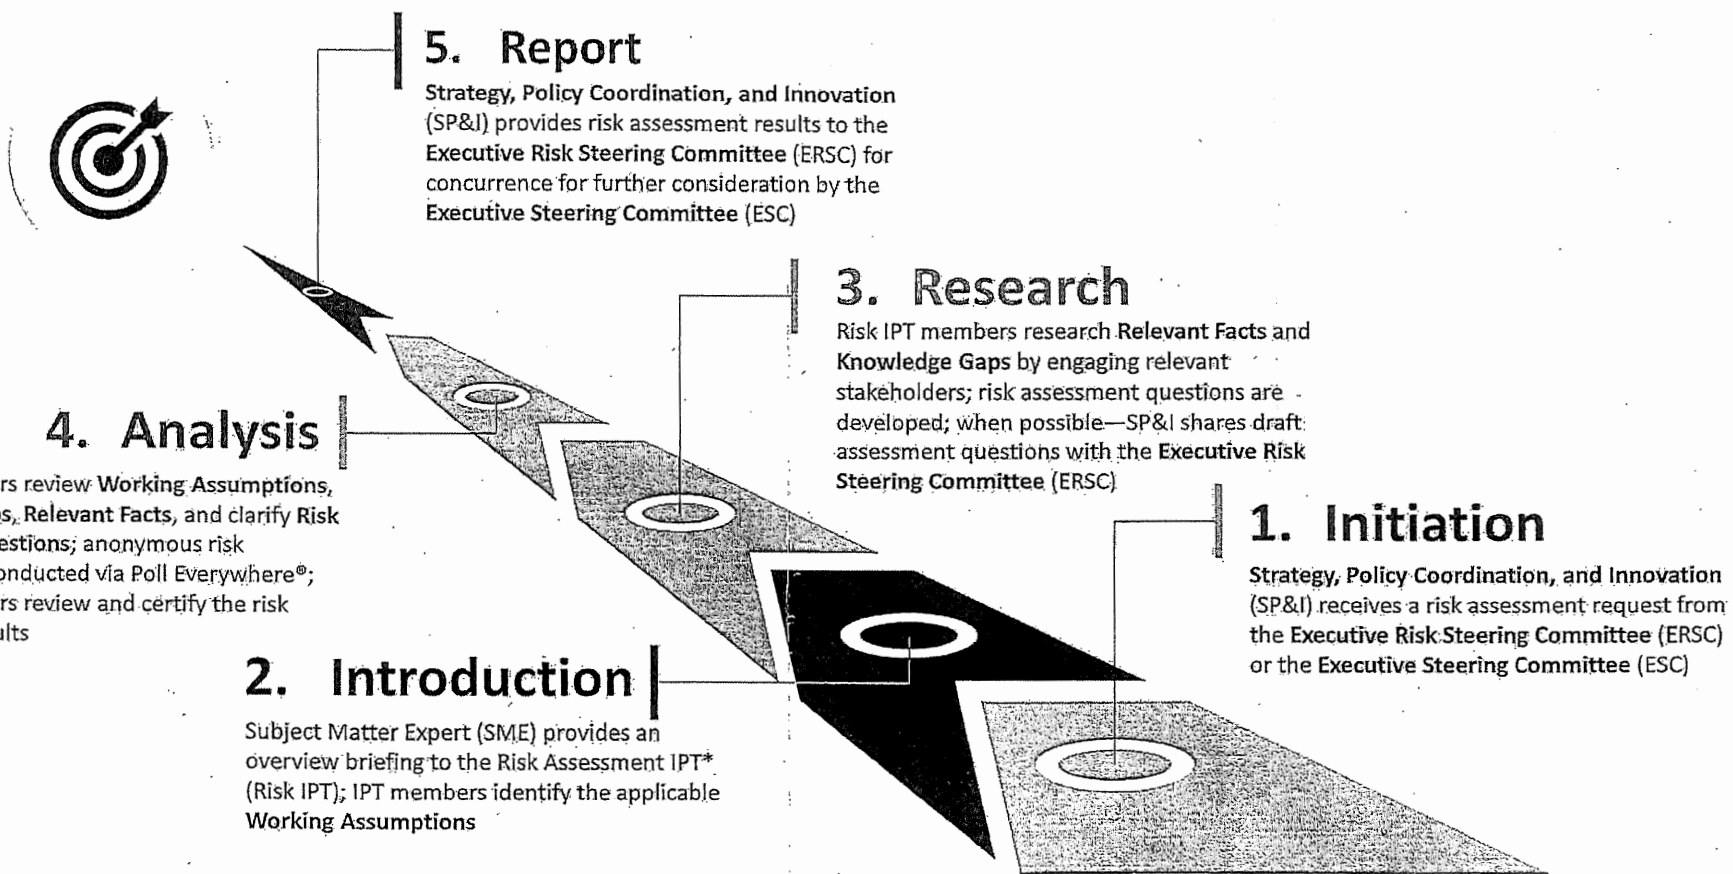 5. Report
Strategy, Policy Coordination, and Innovation
(SP&I) provides risk assessment results to the
Executive Risk Steering Committee (ERSC) for
concurrence for further consideration by the
Executive Steering Committee (ESC)
3. Research
Risk IPT members research Relevant Facts and
Knowledge Gaps by engaging relevant
stakeholders; risk assessment questions are
developed; when possible—SP&I shares draft
assessment questions with the Executive Risk
Steering Committee (ERSC)
4. Analysis
review Working Assumptions,
Relevant Facts, and clarify Risk
anonymous risk
via Poll Everywhere®;
review and certify the risk
1. Initiation
Strategy, Policy Coordination, and Innovation
(SP&I) receives a risk assessment request from
the Executive Risk Steering Committee (ERSC)
or the Executive Steering Committee (ESC)
2. Introduction
Subject Matter Expert (SME) provides an
overview briefing to the Risk Assessment IPT*
(Risk IPT); IPT members identify the applicable
Working Assumptions